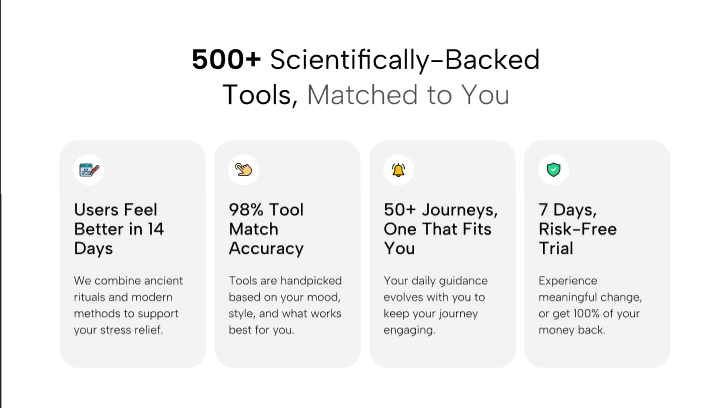 500+ Scientifically-Backed
Tools, Matched to You
Users Feel
Better in 14
Days
We combine ancient
rituals and modern
methods to support
your stress relief.
98% Tool
Match
Accuracy
Tools are handpicked
based on your mood,
style, and what works
best for you.
50+ Journeys,
One That Fits
You
Your daily guidance
evolves with you to
keep your journey
engaging.
7 Days,
Risk-Free
Trial
Experience
meaningful change,
or get 100% of your
money back.